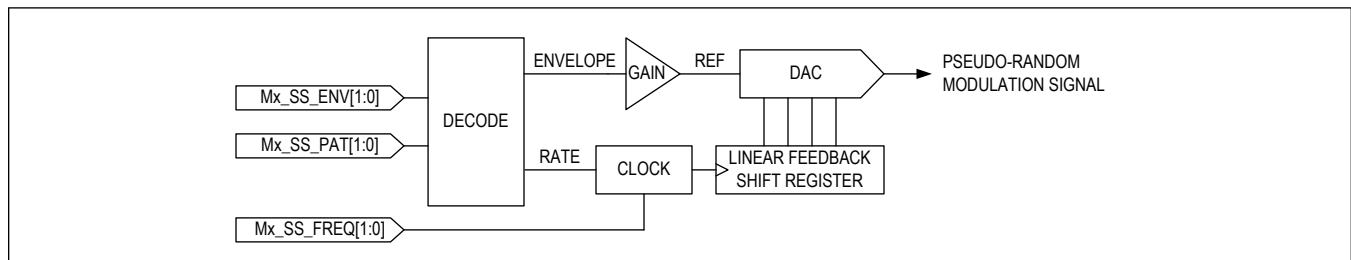 ENVELOPE
GAIN
REF
DAC
PSEUDO-RANDOM
MODULATION SIGNAL
Mx_SS_ENV[1:0]
DECODE
Mx_SS_PAT[1:0]
RATE
CLOCK
LINEAR FEEDBACK
SHIFT REGISTER
Mx_SS_FREQ[1:0]